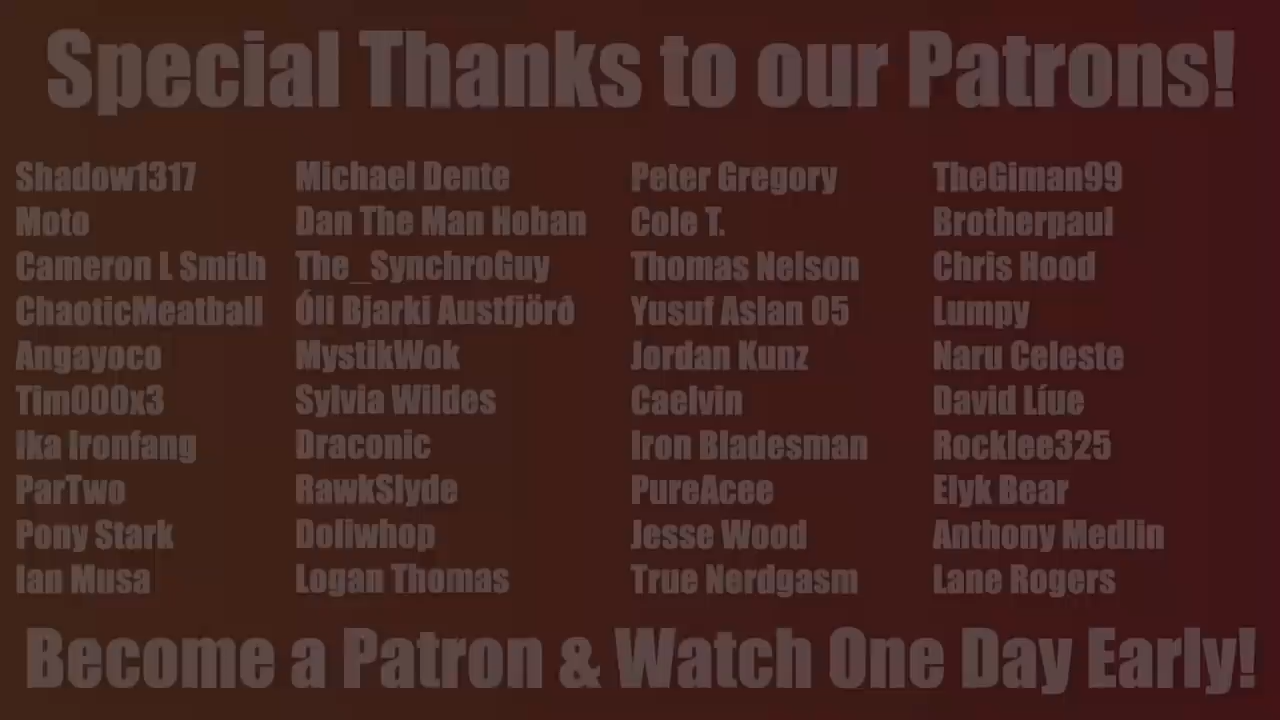 Special Thanks to our Patrons!
Shadow1317
Moto
Cameron L Smith
ChaoticMeatball
Angayoco
Tim000x3
Ika Ironfang
ParTwo
Pony Stark
Ian Musa
Michael Dente
Dan The Man Hoban
The_SynchroGuy
Óli Bjarki Austfjörð
MystikWok
Sylvia Wildes
Draconic
RawkSlyde
Doliwhop
Logan Thomas
Peter Gregory
Cole T.
Thomas Nelson
Yusuf Aslan 05
Jordan Kunz
Caelvin
Iron Bladesman
PureAcee
Jesse Wood
True Nerdgasm
TheGiman99
Brotherpaul
Chris Hood
Lumpy
Naru Celeste
David Líue
Rocklee325
Elyk Bear
Anthony Medlin
Lane Rogers
Become a Patron & Watch One Day Early!